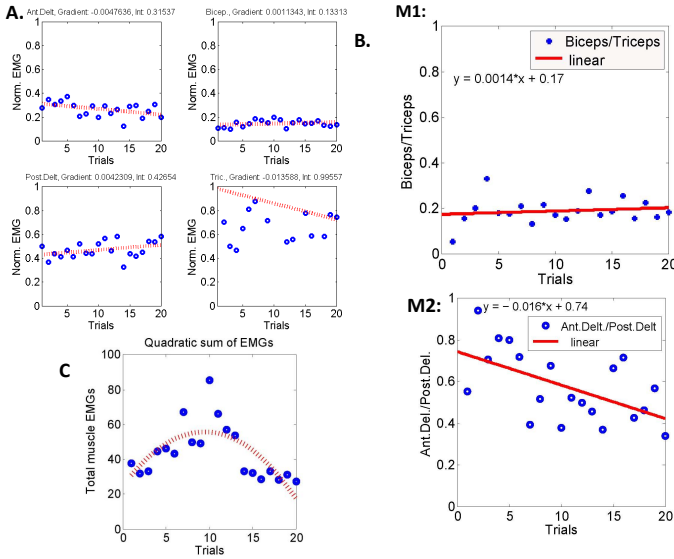 A.
Ant.Delt., Gradient: -0.0047636, Int: 0.31537
Norm. EMG
1
0.8
0.6
0.4
0.2
0
5 10 15 20
Trials
Bicep., Gradient: 0.0011343, Int: 0.13313
Norm. EMG
1
0.8
0.6
0.4
0.2
0
5 10 15 20
Trials
Post.Delt, Gradient: 0.0042309, Int: 0.42654
Norm. EMG
1
0.8
0.6
0.4
0.2
0
5 10 15 20
Trials
Tric., Gradient: -0.013588, Int: 0.99557
Norm. EMG
1
0.8
0.6
0.4
0.2
0
5 10 15 20
Trials
B.
M1:
Biceps/Triceps
linear
y = 0.0014*x + 0.17
Biceps/Triceps
1
0.8
0.6
0.4
0.2
0
0 5 10 15 20
Trials
M2:
y = − 0.016*x + 0.74
Ant.Delt./Post.Delt
linear
Ant.Del./Post.Del.
1
0.8
0.6
0.4
0.2
0
0 5 10 15 20
Trials
C
Quadratic sum of EMGs
Total muscle EMGs
100
80
60
40
20
0
0 5 10 15 20
Trials